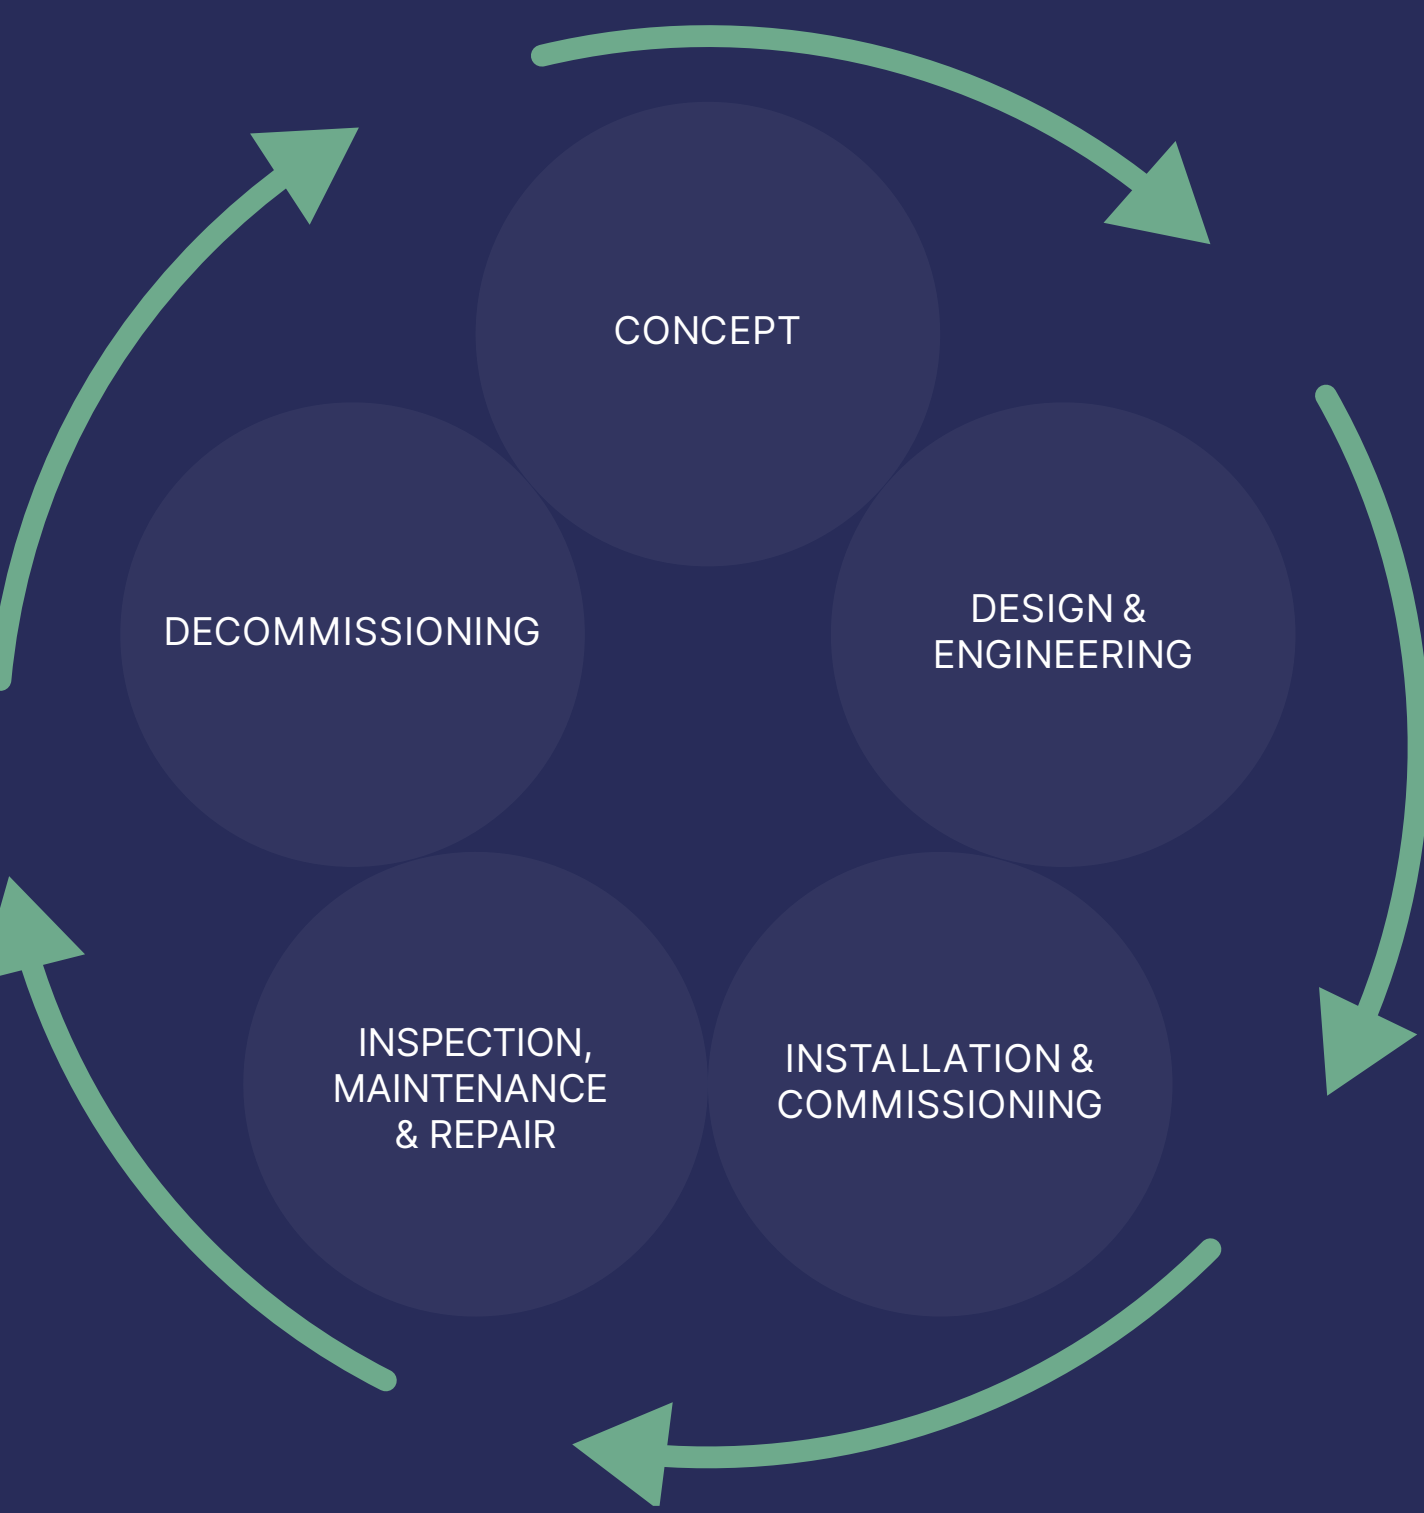 CONCEPT
DESIGN &
ENGINEERING
INSTALLATION &
COMMISSIONING
INSPECTION,
MAINTENANCE
& REPAIR
DECOMMISSIONING